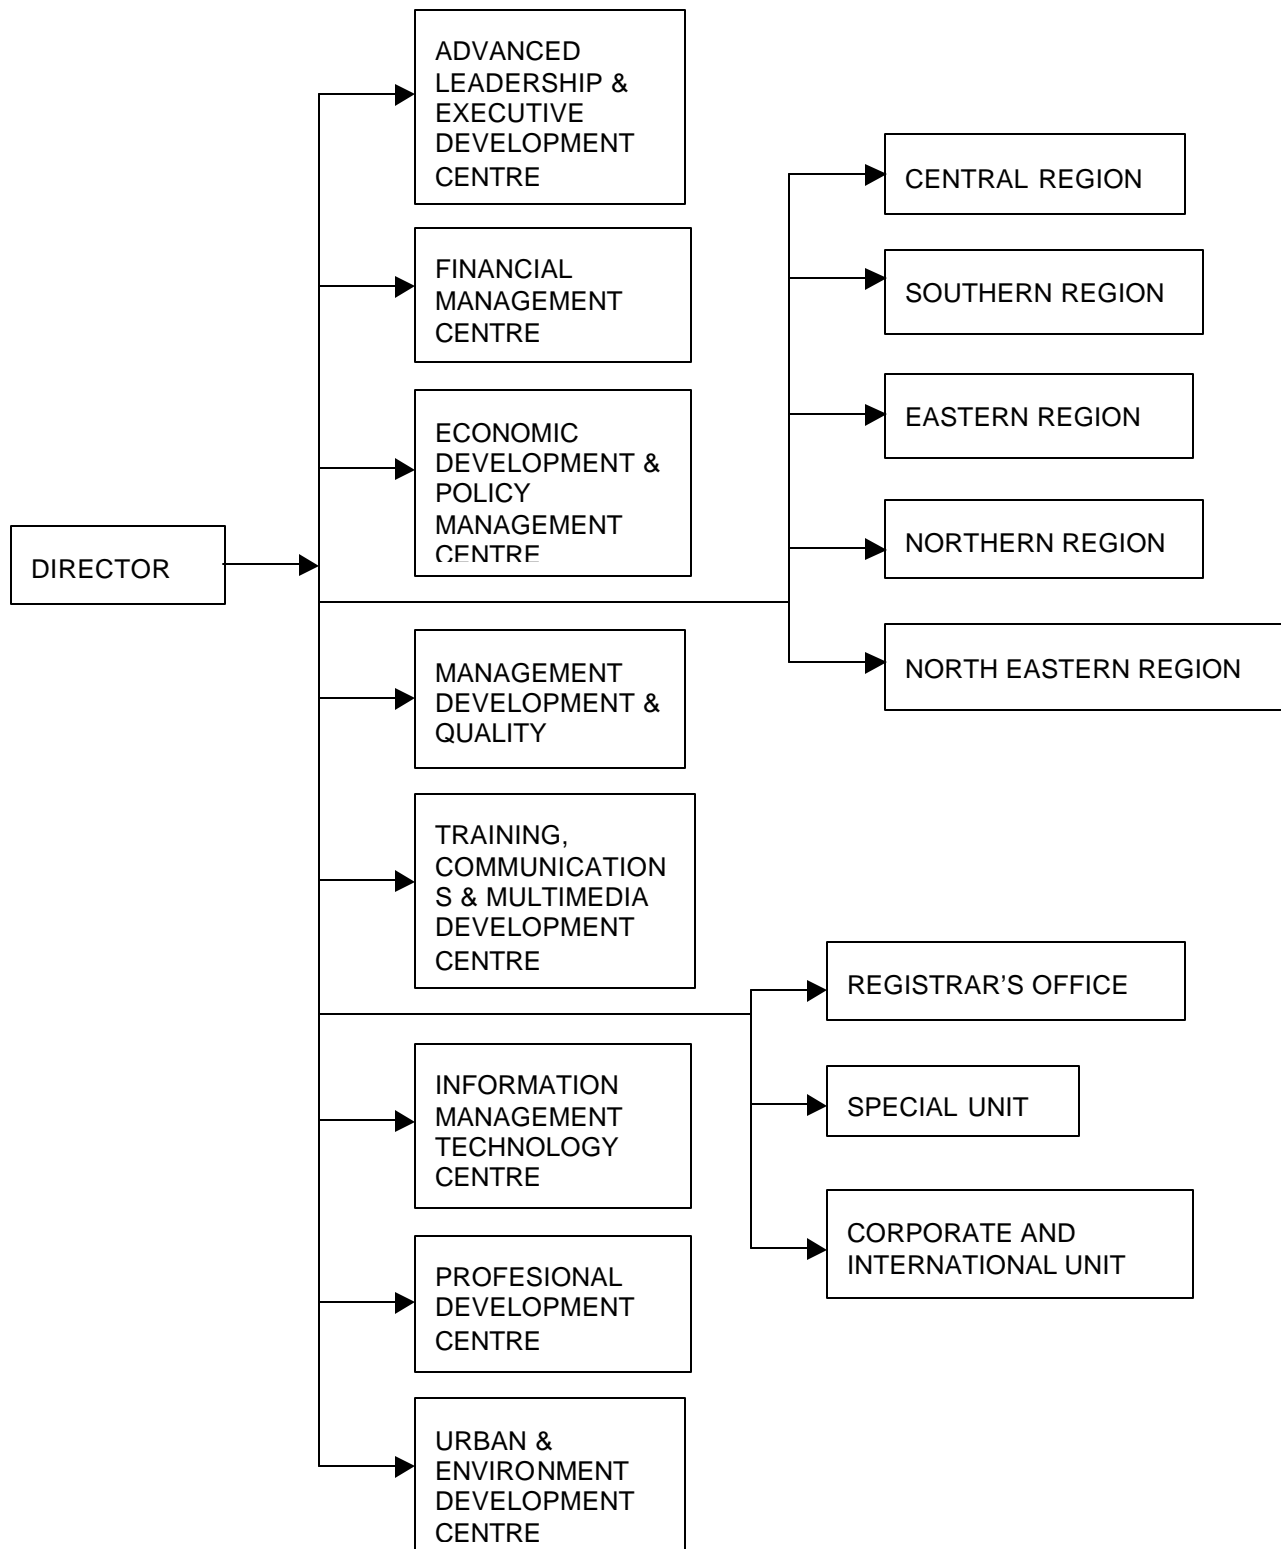 ADVANCED
LEADERSHIP &
EXECUTIVE
DEVELOPMENT
CENTRE
FINANCIAL
MANAGEMENT
CENTRE
ECONOMIC
DEVELOPMENT &
POLICY
MANAGEMENT
CENTRE
DIRECTOR
MANAGEMENT
DEVELOPMENT &
QUALITY
TRAINING,
COMMUNICATION
S & MULTIMEDIA
DEVELOPMENT
CENTRE
INFORMATION
MANAGEMENT
TECHNOLOGY
CENTRE
PROFESIONAL
DEVELOPMENT
CENTRE
URBAN &
ENVIRONMENT
DEVELOPMENT
CENTRE
CENTRAL REGION
SOUTHERN REGION
EASTERN REGION
NORTHERN REGION
NORTH EASTERN REGION
REGISTRAR’S OFFICE
SPECIAL UNIT
CORPORATE AND
INTERNATIONAL UNIT